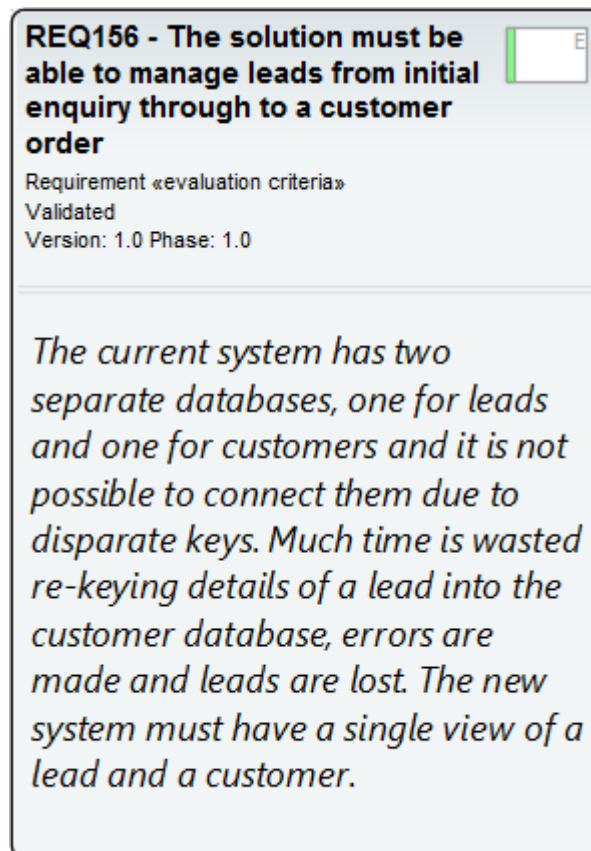 REQ156 - The solution must be
able to manage leads from initial
enquiry through to a customer
order
E
Requirement «evaluation criteria»
Validated
Version: 1.0 Phase: 1.0
The current system has two
separate databases, one for leads
and one for customers and it is not
possible to connect them due to
disparate keys. Much time is wasted
re-keying details of a lead into the
customer database, errors are
made and leads are lost. The new
system must have a single view of a
lead and a customer.